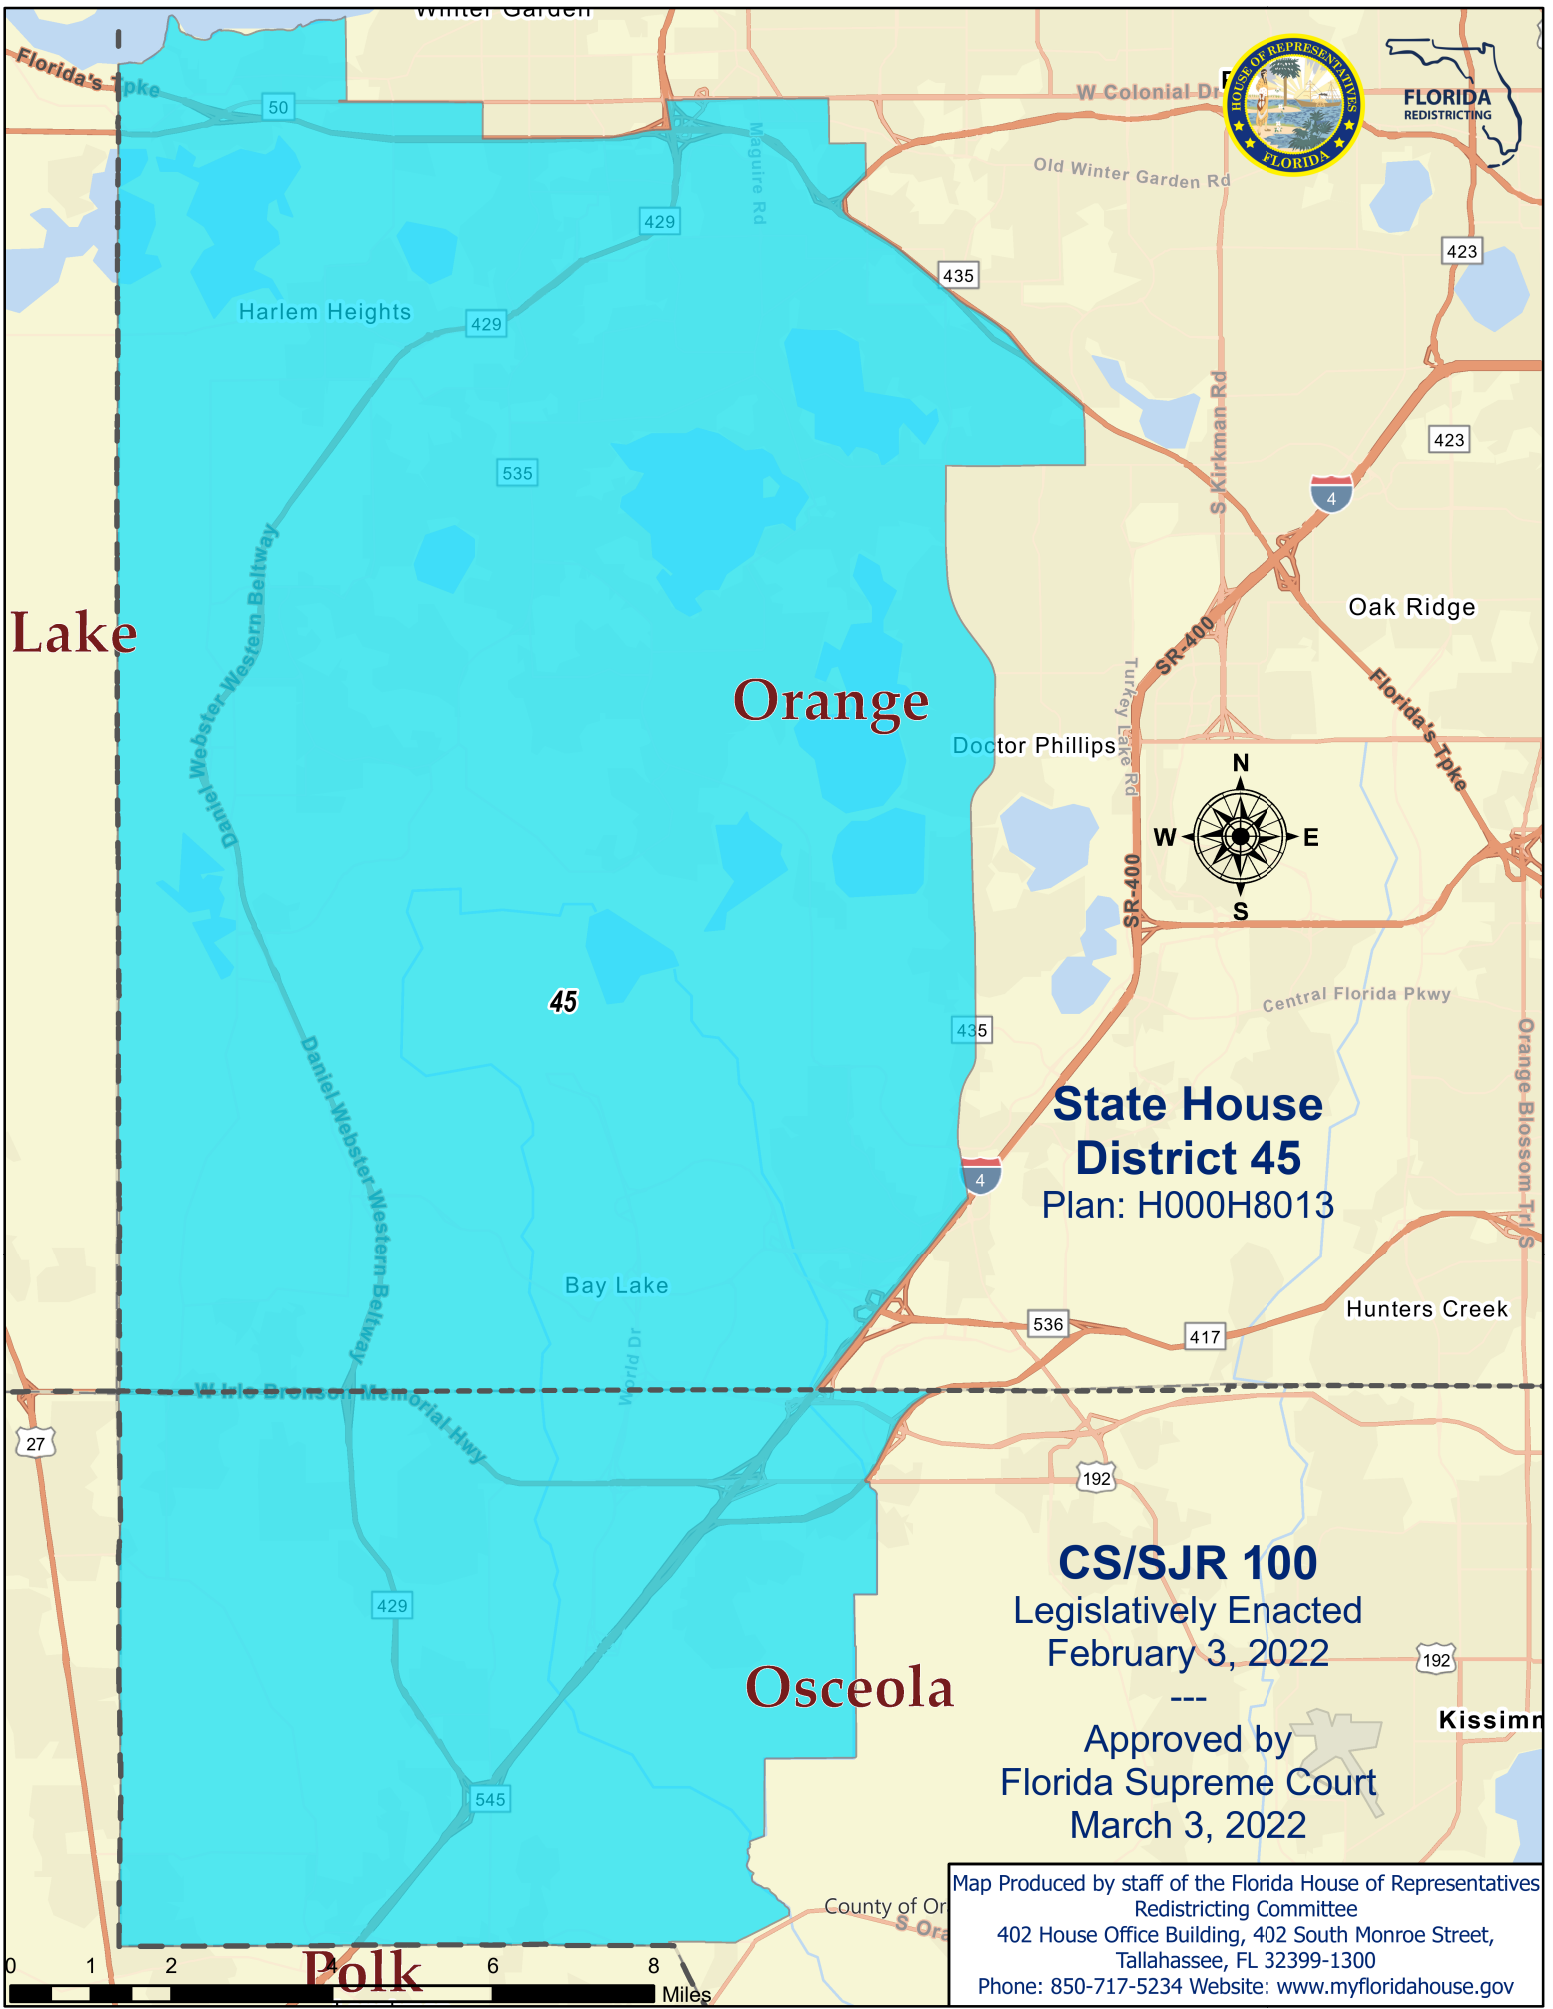 Winter Garden
Florida's Tpke
50
W Colonial Dr
HOUSE OF REPRESENTATIVES
FLORIDA
FLORIDA
REDISTRICTING
Maguire Rd
Old Winter Garden Rd
429
423
435
Harlem Heights
429
423
S Kirkman Rd
535
4
Daniel Webster Western Beltway
Oak Ridge
Lake
SR-400
Orange
Florida's Tpke
Turkey Lake Rd
Doctor Phillips
N
W
E
S
SR-400
45
Central Florida Pkwy
435
Orange Blossom Trl S
Daniel Webster Western Beltway
State House
District 45
Plan: H000H8013
4
Bay Lake
Hunters Creek
536
417
World Dr
W Irlo Bronson Memorial Hwy
27
192
CS/SJR 100
Legislatively Enacted
February 3, 2022
---
Approved by
Florida Supreme Court
March 3, 2022
429
192
Osceola
Kissimm
545
County of Or
S Ora
Map Produced by staff of the Florida House of Representatives
Redistricting Committee
402 House Office Building, 402 South Monroe Street,
Tallahassee, FL 32399-1300
Phone: 850-717-5234 Website: www.myfloridahouse.gov
Polk
0 1 2 4 6 8
Miles